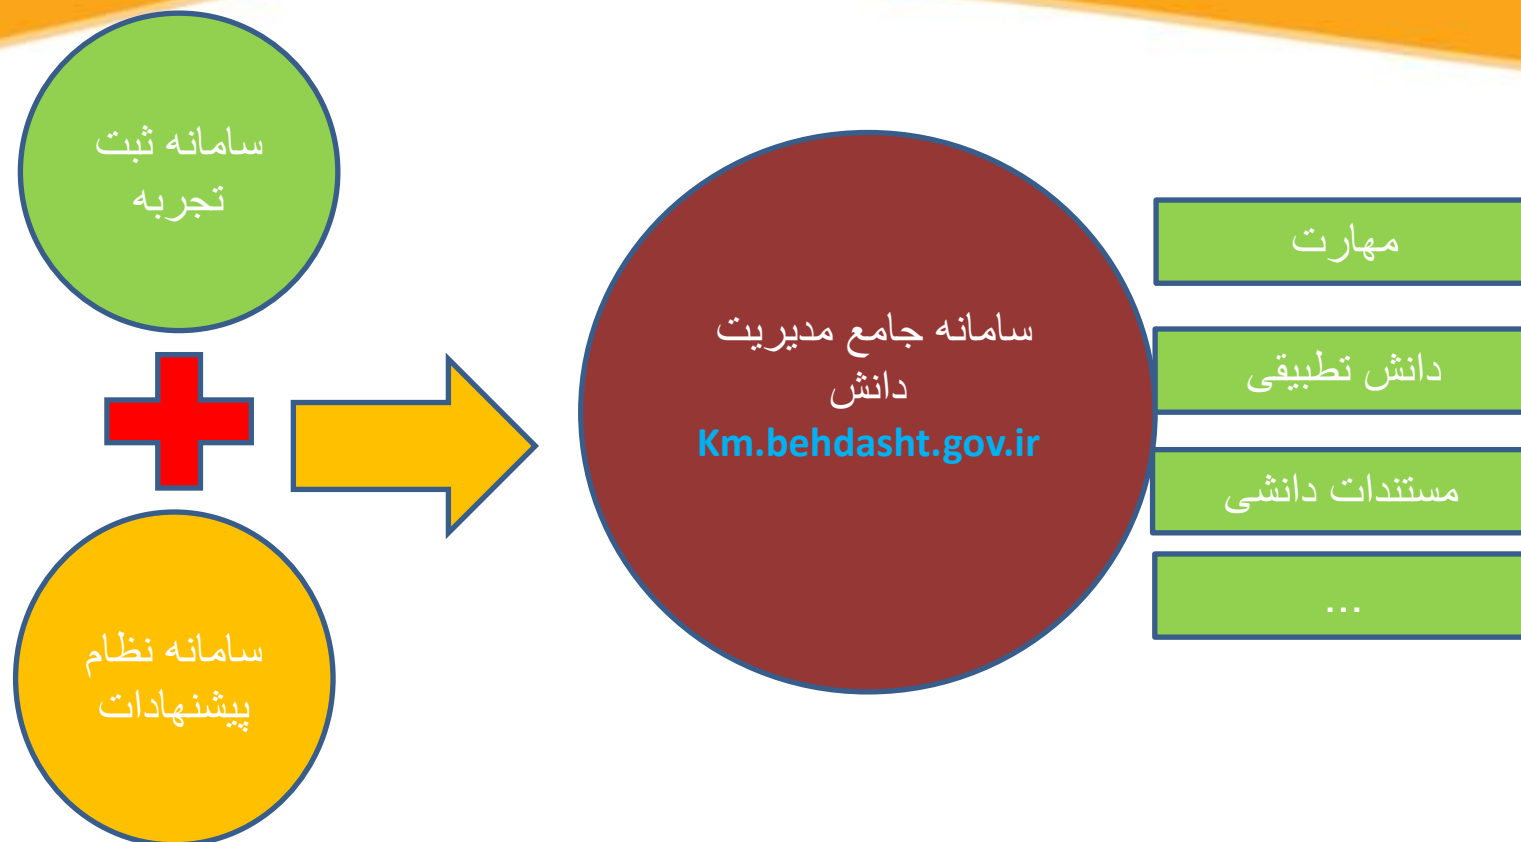 سامانه ثبت
تجربه
سامانه نظام
پیشنهادات
سامانه جامع مدیریت
دانش
Km.behdasht.gov.ir
مهارت
دانش تطبیقی
مستندات دانشی
...